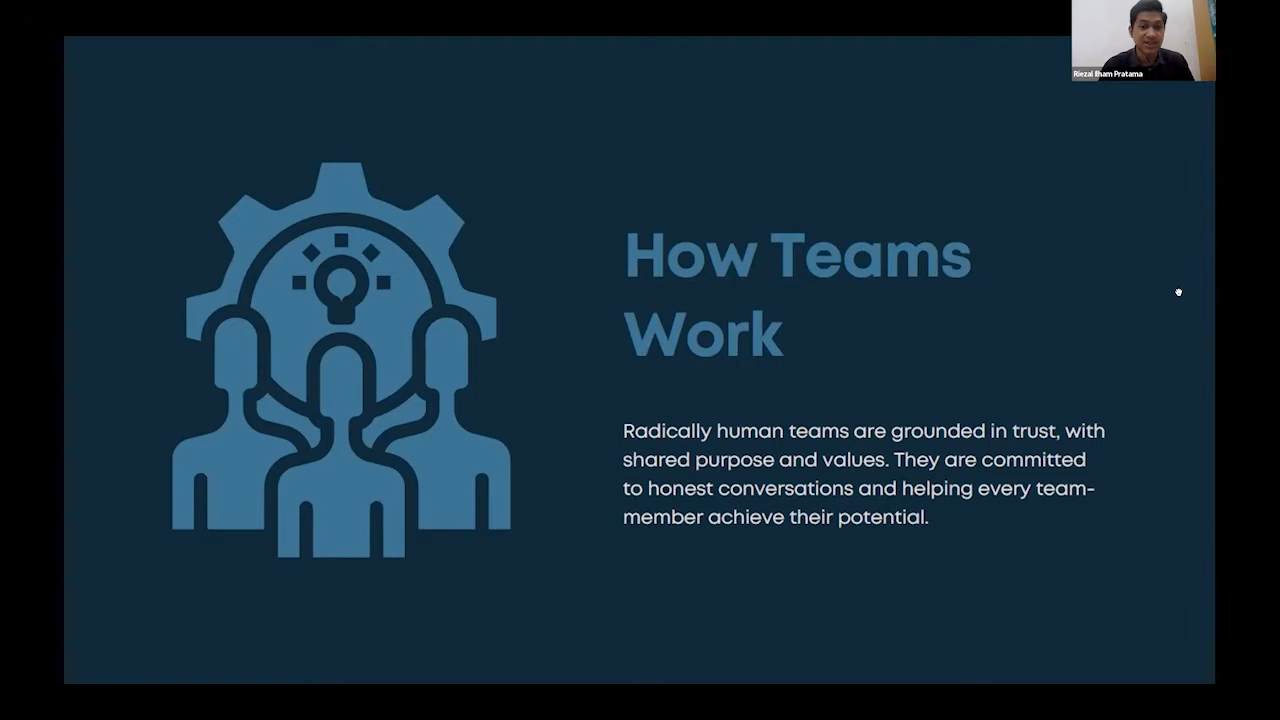 Riezal Ilham Pratama
How Teams
Work
Radically human teams are grounded in trust, with
shared purpose and values. They are committed
to honest conversations and helping every team-
member achieve their potential.